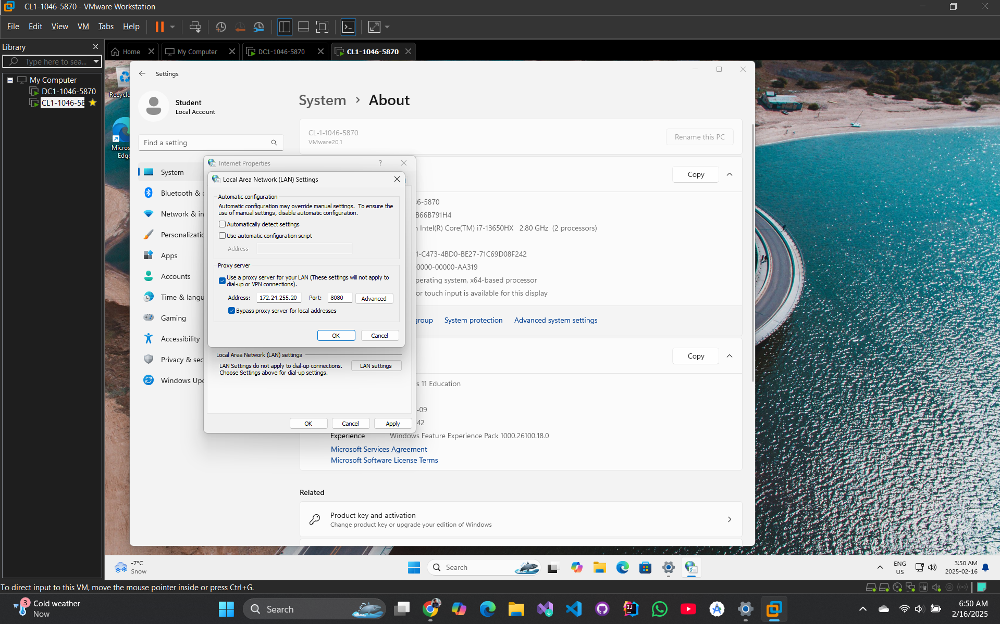 CL1-1046-5870 - VMware Workstation
File Edit View VM Tabs Help
Library
Type here to sea...
My Computer
DC1-1046-5870
CL1-1046-58
Home
My Computer
DC1-1046-5870
CL1-1046-5870
Recycle
Micros
Edge
Settings
Student
Local Account
Find a setting
System
Bluetooth &
Network & in
Personalizatio
Apps
Accounts
Time & langu
Gaming
Accessibility
Privacy & sec
Windows Upd
System > About
CL-1-1046-5870
VMware20,1
Rename this PC
Copy
46-5870
B66B791H4
Intel(R) Core(TM) i7-13650HX 2.80 GHz (2 processors)
1-C473-4BD0-BE27-71C69D08F242
0000-00000-AA319
perating system, x64-based processor
or touch input is available for this display
group System protection Advanced system settings
Copy
s 11 Education
-09
42
Experience Windows Feature Experience Pack 1000.26100.18.0
Microsoft Services Agreement
Microsoft Software License Terms
Related
Product key and activation
Change product key or upgrade your edition of Windows
Internet Properties
?
Local Area Network (LAN) Settings
Automatic configuration
Automatic configuration may override manual settings. To ensure the
use of manual settings, disable automatic configuration.
Automatically detect settings
Use automatic configuration script
Address
Proxy server
Use a proxy server for your LAN (These settings will not apply to
dial-up or VPN connections).
Address: 172.24.255.20 Port: 8080 Advanced
Bypass proxy server for local addresses
OK Cancel
Local Area Network (LAN) settings
LAN Settings do not apply to dial-up connections.
Choose Settings above for dial-up settings.
LAN settings
OK Cancel Apply
-7°C
Snow
Search
ENG
US
3:50 AM
2025-02-16
To direct input to this VM, move the mouse pointer inside or press Ctrl+G.
3
Cold weather
Now
Search
6:50 AM
2/16/2025